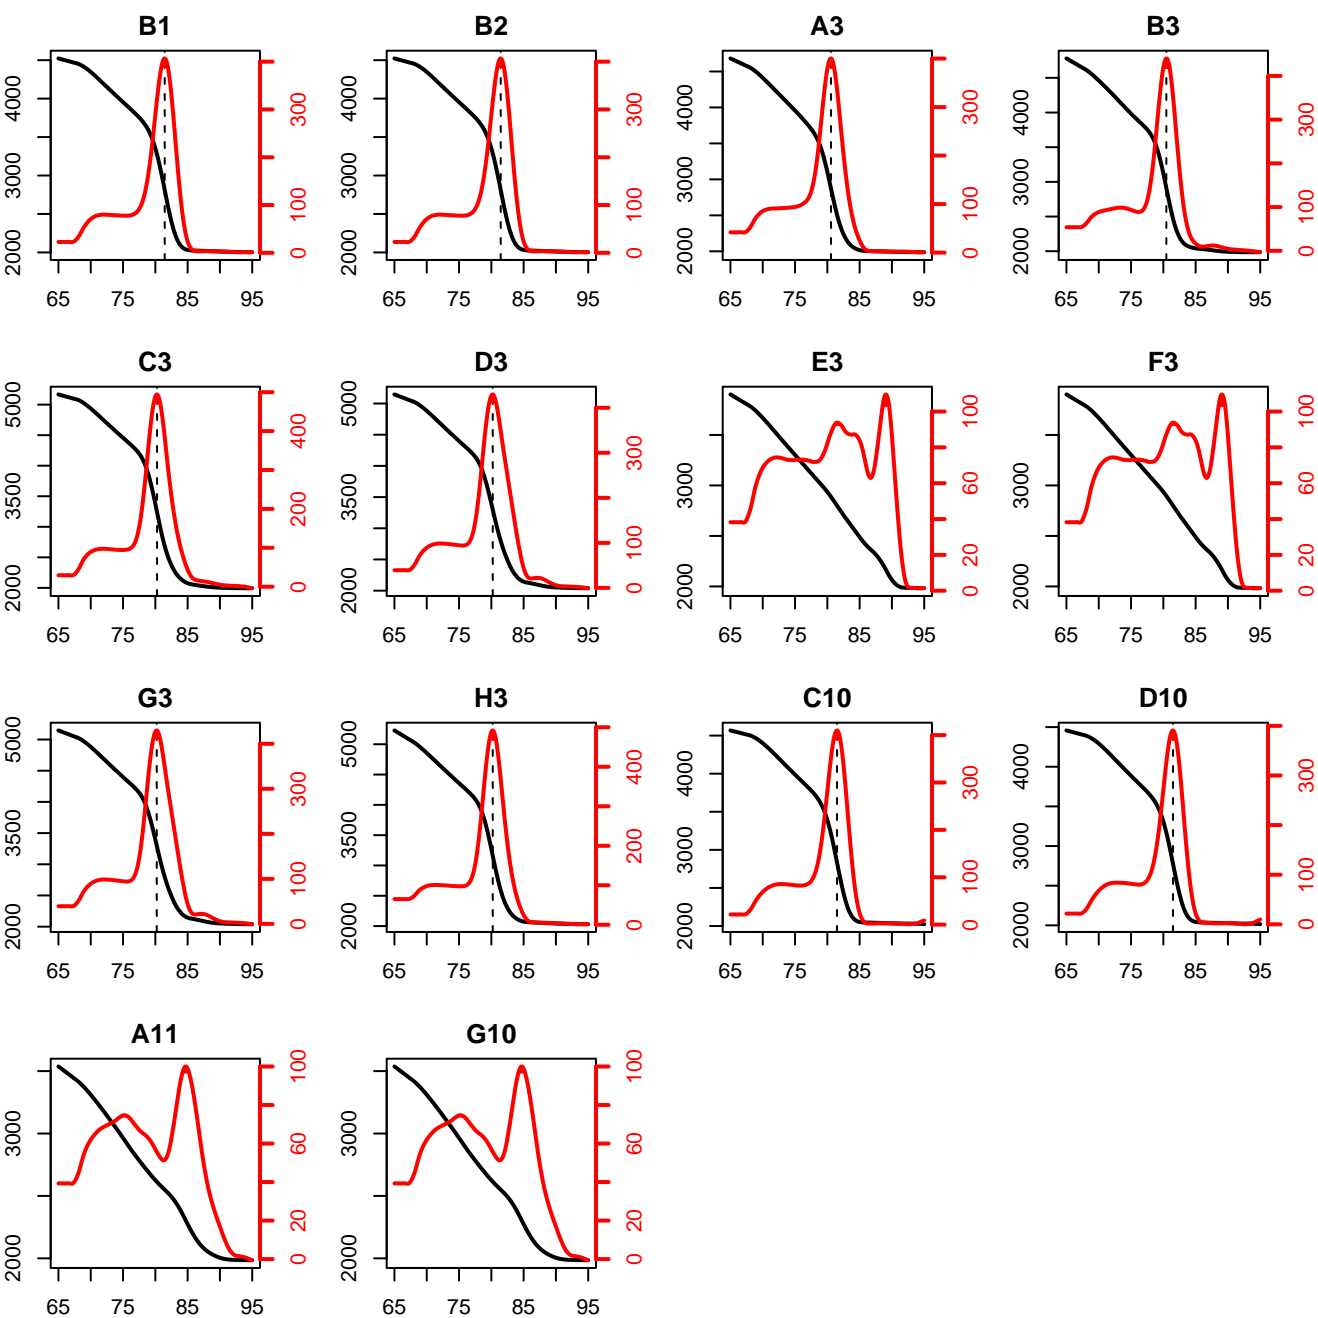 B1 B2 A3 B3
2000 3000 4000 0 100 300 2000 3000 4000 0 100 300 2000 3000 4000 0 100 300 2000 3000 4000 0 100 300
65 75 85 95 65 75 85 95 65 75 85 95 65 75 85 95
C3 D3 E3 F3
2000 3500 5000 0 200 400 2000 3500 5000 0 100 300 2000 3000 0 20 60 100 2000 3000 0 20 60 100
65 75 85 95 65 75 85 95 65 75 85 95 65 75 85 95
G3 H3 C10 D10
2000 3500 5000 0 100 300 2000 3500 5000 0 200 400 2000 3000 4000 0 100 300 2000 3000 4000 0 100 300
65 75 85 95 65 75 85 95 65 75 85 95 65 75 85 95
A11 G10
2000 3000 0 20 60 100 2000 3000 0 20 60 100
65 75 85 95 65 75 85 95